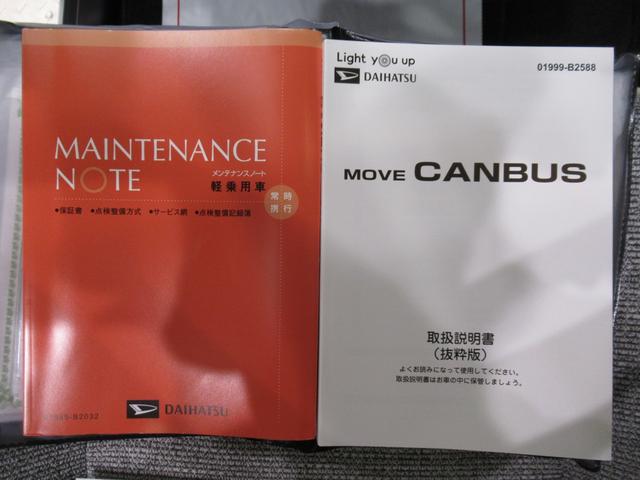 MAINTENANCE
NOTE
メンテナンスノート
軽乗用車
常時
携行
●保証書 ●点検整備方式 ●サービス網 ●点検整備記録簿
DAIHATSU
01999-B2032
Light you up
DAIHATSU
01999-B2588
MOVE CANBUS
取扱説明書
(抜粋版)
よくお読みになって使用してください。
取扱説明書はお車の中に保管しましょう。